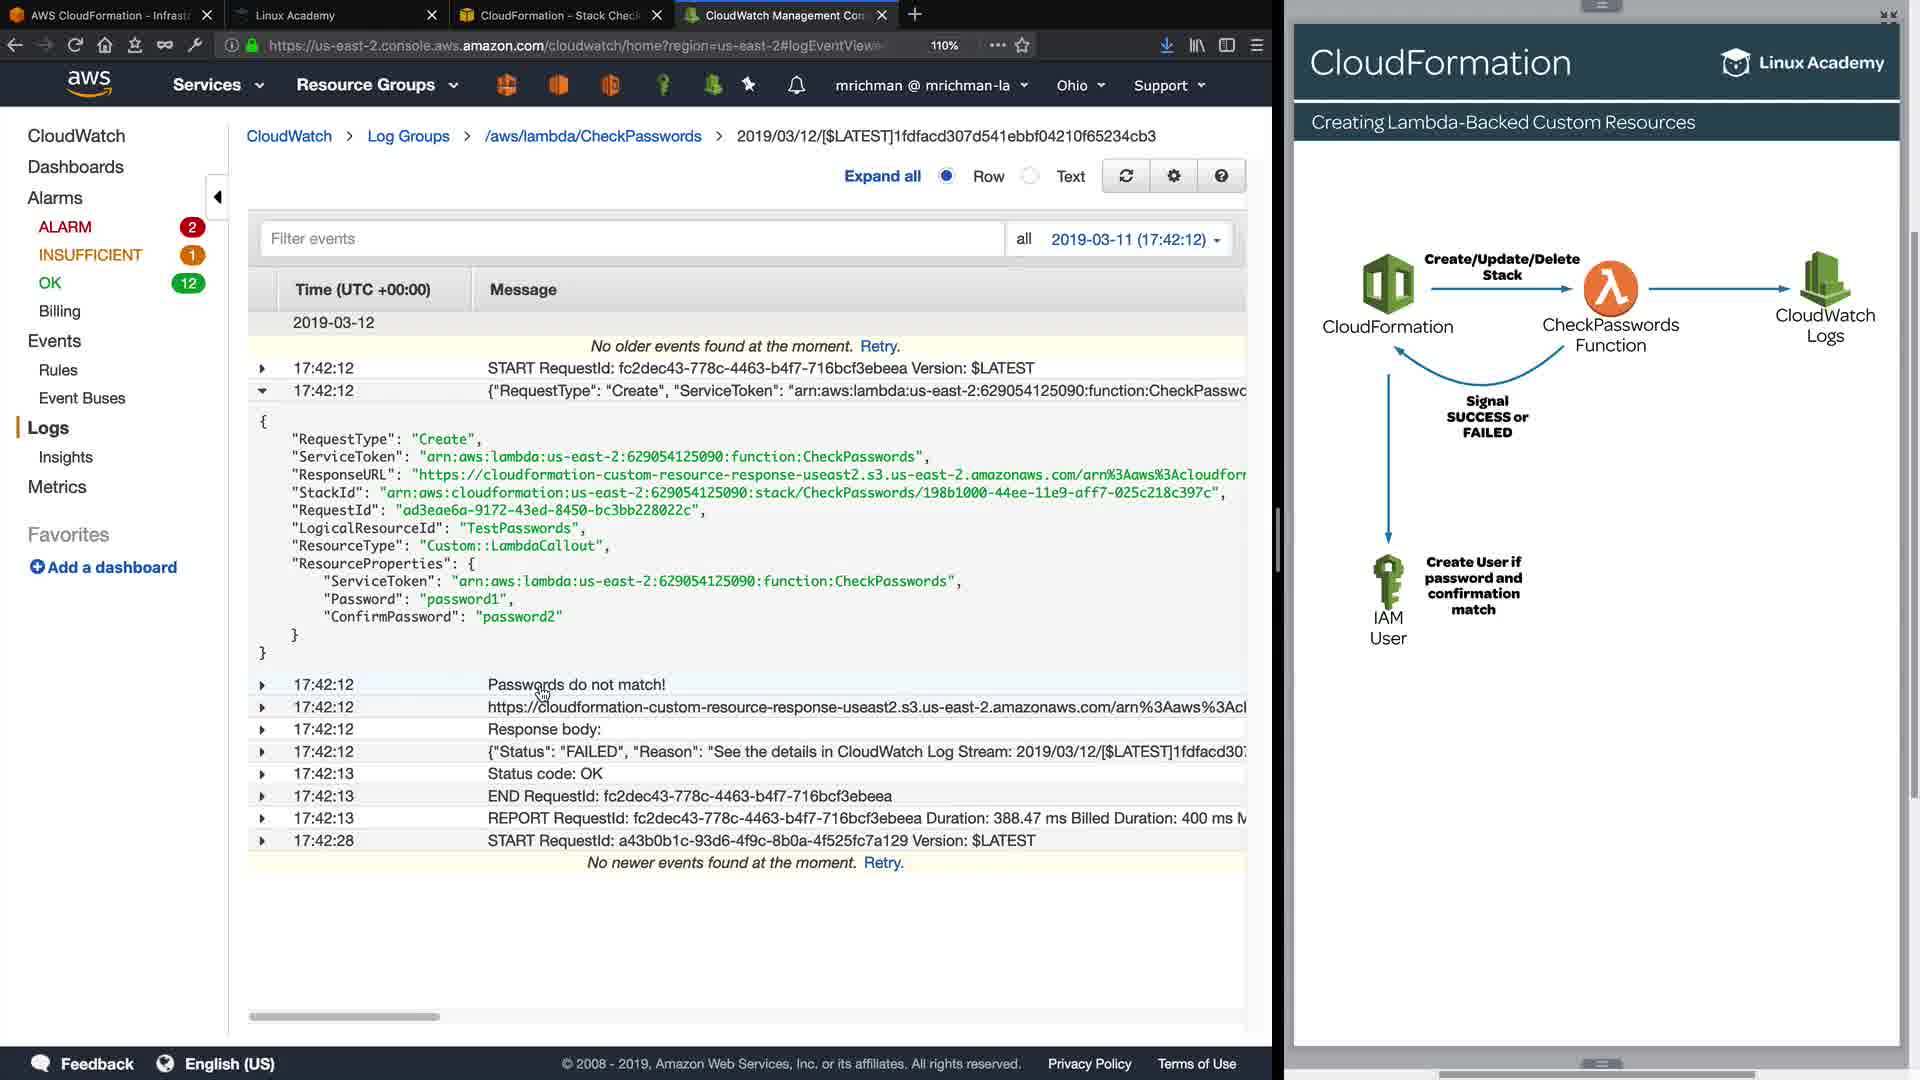 AWS CloudFormation - Infrast
Linux Academy
CloudFormation - Stack Chec
CloudWatch Management Con
https://us-east-2.console.aws.amazon.com/cloudwatch/home?region=us-east-2#logEventViewe
110%
aws
Services
Resource Groups
mrichman @ mrichman-la
Ohio
Support
CloudWatch
Dashboards
Alarms
ALARM 2
INSUFFICIENT 1
OK 12
Billing
Events
Rules
Event Buses
Logs
Insights
Metrics
Favorites
Add a dashboard
CloudWatch > Log Groups > /aws/lambda/CheckPasswords > 2019/03/12/[$LATEST]1fdfacd307d541ebbf04210f65234cb3
Expand all Row Text
Filter events
all 2019-03-11 (17:42:12)
Time (UTC +00:00) Message
2019-03-12
No older events found at the moment. Retry.
17:42:12 START RequestId: fc2dec43-778c-4463-b4f7-716bcf3ebeea Version: $LATEST
17:42:12 {"RequestType": "Create", "ServiceToken": "arn:aws:lambda:us-east-2:629054125090:function:CheckPasswo
{
"RequestType": "Create",
"ServiceToken": "arn:aws:lambda:us-east-2:629054125090:function:CheckPasswords",
"ResponseURL": "https://cloudformation-custom-resource-response-useast2.s3.us-east-2.amazonaws.com/arn%3Aaws%3Acloudfor
"StackId": "arn:aws:cloudformation:us-east-2:629054125090:stack/CheckPasswords/198b1000-44ee-11e9-aff7-025c218c397c",
"RequestId": "ad3eae6a-9172-43ed-8450-bc3bb228022c",
"LogicalResourceId": "TestPasswords",
"ResourceType": "Custom::LambdaCallout",
"ResourceProperties": {
"ServiceToken": "arn:aws:lambda:us-east-2:629054125090:function:CheckPasswords",
"Password": "password1",
"ConfirmPassword": "password2"
}
}
17:42:12 Passwords do not match!
17:42:12 https://cloudformation-custom-resource-response-useast2.s3.us-east-2.amazonaws.com/arn%3Aaws%3Acl
17:42:12 Response body:
17:42:12 {"Status": "FAILED", "Reason": "See the details in CloudWatch Log Stream: 2019/03/12/[$LATEST]1fdfacd307
17:42:13 Status code: OK
17:42:13 END RequestId: fc2dec43-778c-4463-b4f7-716bcf3ebeea
17:42:13 REPORT RequestId: fc2dec43-778c-4463-b4f7-716bcf3ebeea Duration: 388.47 ms Billed Duration: 400 ms M
17:42:28 START RequestId: a43b0b1c-93d6-4f9c-8b0a-4f525fc7a129 Version: $LATEST
No newer events found at the moment. Retry.
Feedback
English (US)
© 2008 - 2019, Amazon Web Services, Inc. or its affiliates. All rights reserved.
Privacy Policy
Terms of Use
CloudFormation
Linux Academy
Creating Lambda-Backed Custom Resources
Create/Update/Delete
Stack
CloudFormation
CheckPasswords
Function
CloudWatch
Logs
Signal
SUCCESS or
FAILED
Create User if
password and
confirmation
match
IAM
User